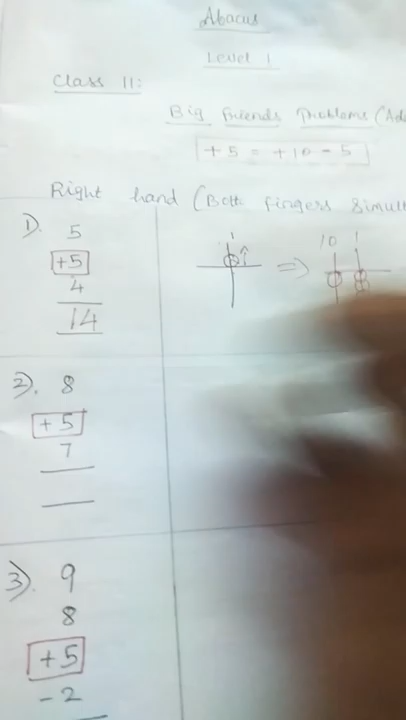 Abacus
Level 1
Class 11:
Big Friends Problems (Ad
+5 = +10 - 5
Right hand (Both fingers Simult
1). 5
+5
4
14
1
10 1
2). 8
+5
7
3). 9
8
+5
-2